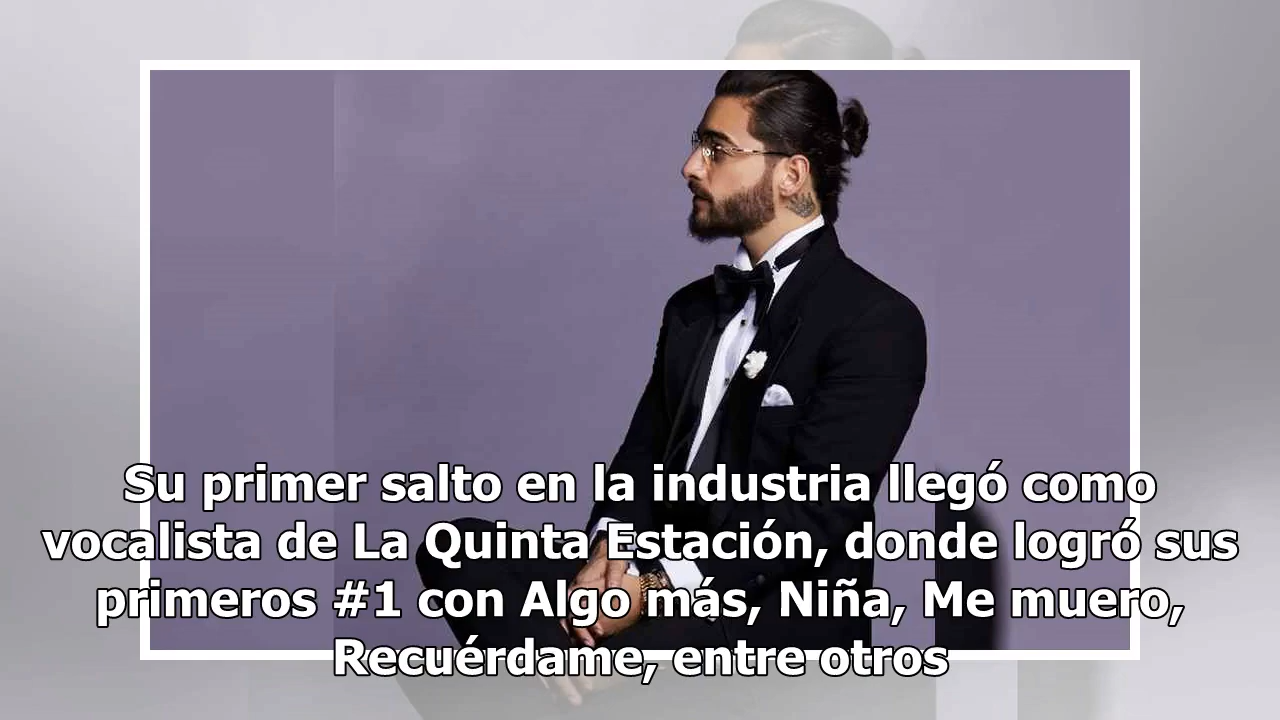 Su primer salto en la industria llegó como
vocalista de La Quinta Estación, donde logró sus
primeros #1 con Algo más, Niña, Me muero,
Recuérdame, entre otros